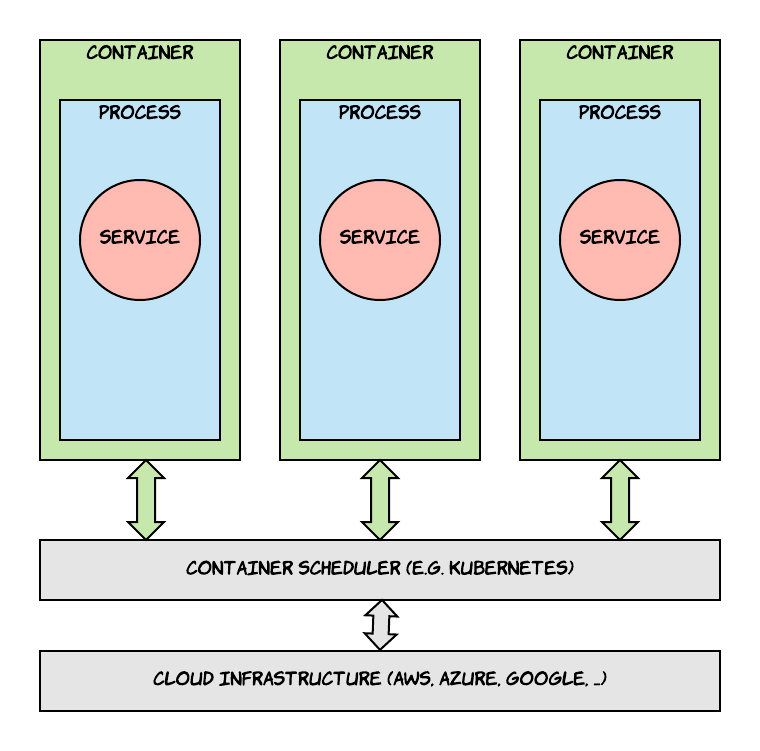 CONTAINER
CONTAINER
CONTAINER
PROCESS
PROCESS
PROCESS
SERVICE
SERVICE
SERVICE
CONTAINER SCHEDULER (E.G. KUBERNETES)
CLOUD INFRASTRUCTURE (AWS, AZURE, GOOGLE, …)